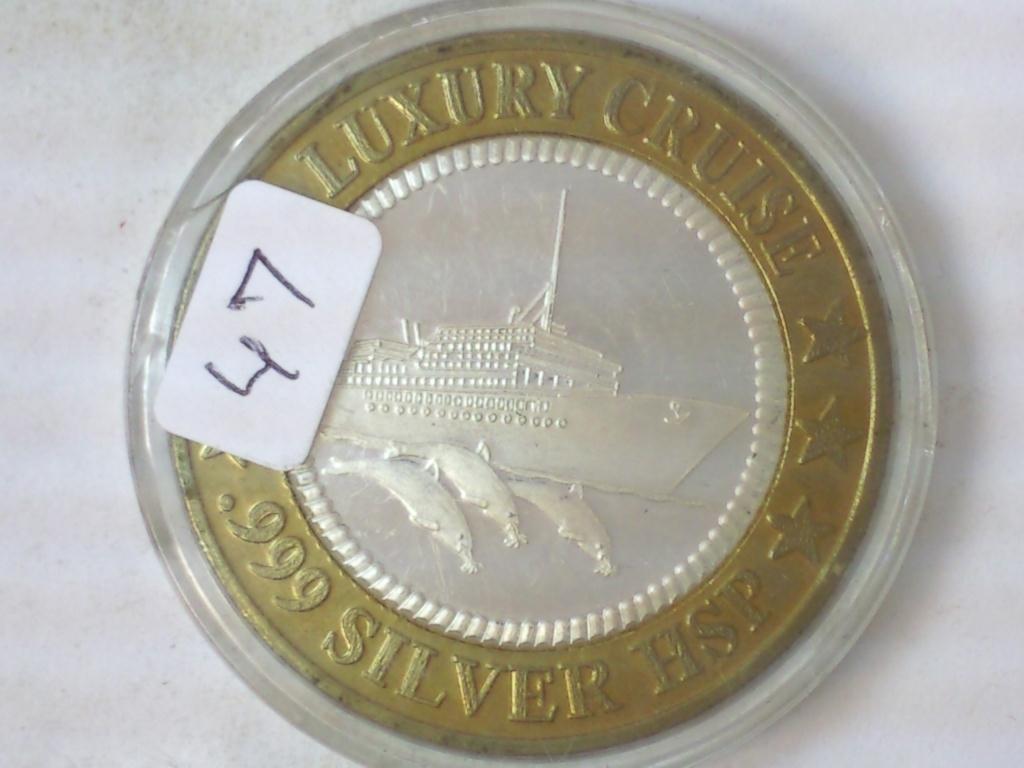 LUXURY CRUISE
.999 SILVER HSP
47